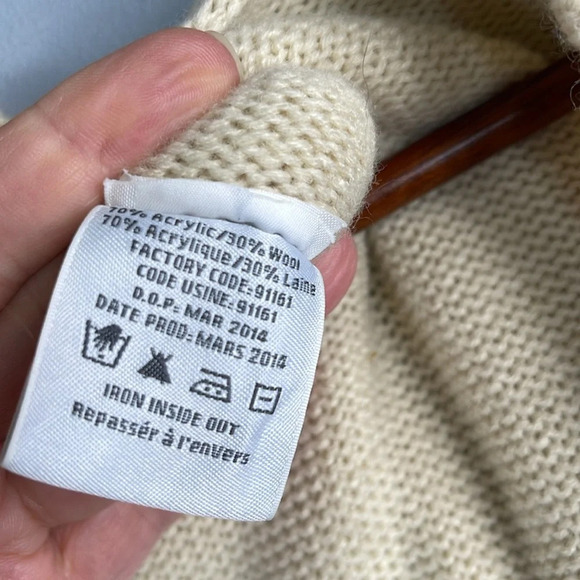 70% Acrylic/30% Wool
70% Acrylique/30% Laine
FACTORY CODE:91161
CODE USINE:91161
D.O.P: MAR 2014
DATE PROD: MARS 2014
IRON INSIDE OUT
Repassér à l'envers